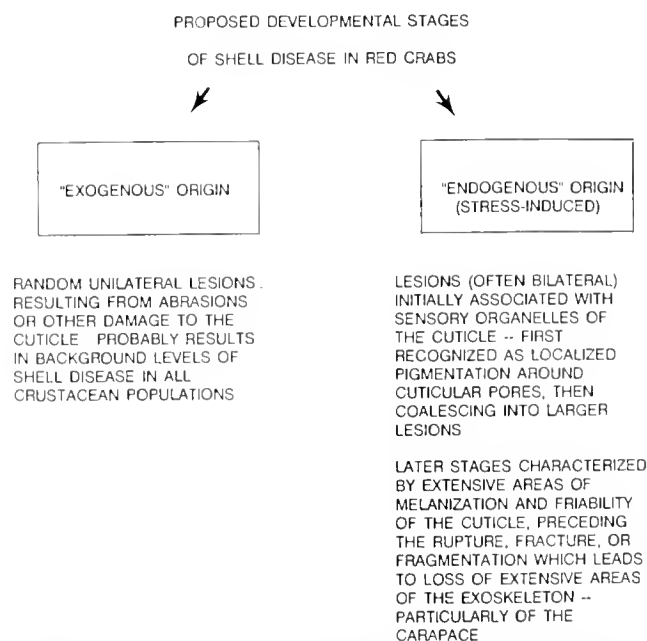 PROPOSED DEVELOPMENTAL STAGES
OF SHELL DISEASE IN RED CRABS
"EXOGENOUS" ORIGIN
RANDOM UNILATERAL LESIONS
RESULTING FROM ABRASIONS
OR OTHER DAMAGE TO THE
CUTICLE PROBABLY RESULTS
IN BACKGROUND LEVELS OF
SHELL DISEASE IN ALL
CRUSTACEAN POPULATIONS
"ENDOGENOUS" ORIGIN
(STRESS-INDUCED)
LESIONS (OFTEN BILATERAL)
INITIALLY ASSOCIATED WITH
SENSORY ORGANELLES OF
THE CUTICLE -- FIRST
RECOGNIZED AS LOCALIZED
PIGMENTATION AROUND
CUTICULAR PORES, THEN
COALESCING INTO LARGER
LESIONS
LATER STAGES CHARACTERIZED
BY EXTENSIVE AREAS OF
MELANIZATION AND FRIABILITY
OF THE CUTICLE, PRECEDING
THE RUPTURE, FRACTURE, OR
FRAGMENTATION WHICH LEADS
TO LOSS OF EXTENSIVE AREAS
OF THE EXOSKELETON --
PARTICULARLY OF THE
CARAPACE